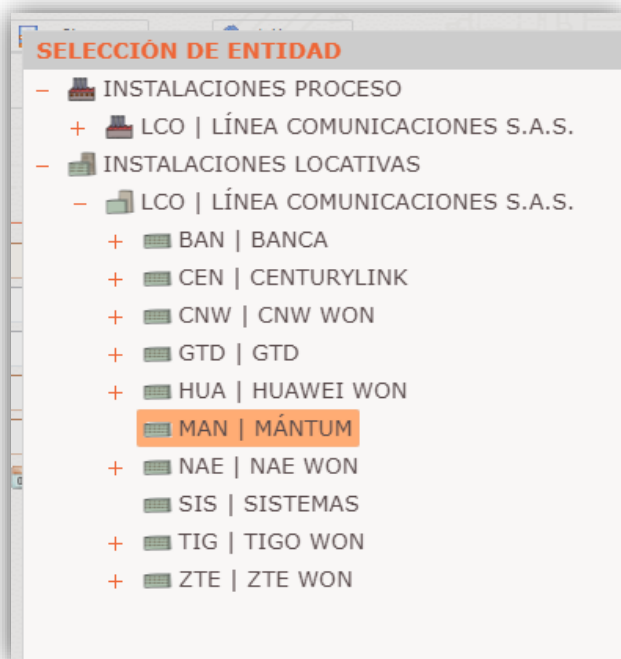 SELECCIÓN DE ENTIDAD
INSTALACIONES PROCESO
LCO | LÍNEA COMUNICACIONES S.A.S.
INSTALACIONES LOCATIVAS
LCO | LÍNEA COMUNICACIONES S.A.S.
BAN | BANCA
CEN | CENTURYLINK
CNW | CNW WON
GTD | GTD
HUA | HUAWEI WON
MAN | MÁNTUM
NAE | NAE WON
SIS | SISTEMAS
TIG | TIGO WON
ZTE | ZTE WON